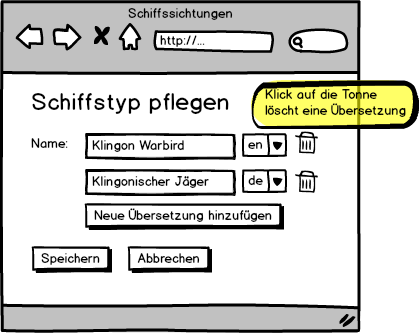 Schiffssichtungen
http://...
Schiffstyp pflegen
Klick auf die Tonne
löscht eine Übersetzung
Name:
Klingon Warbird
en
Klingonischer Jäger
de
Neue Übersetzung hinzufügen
Speichern
Abbrechen